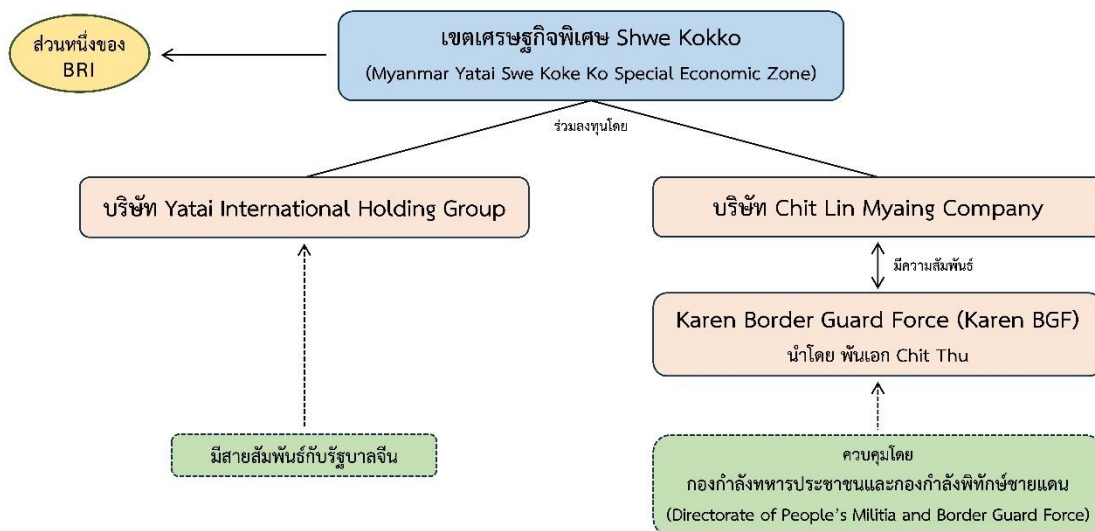 ส่วนหนึ่งของ
BRI
เขตเศรษฐกิจพิเศษ Shwe Kokko
(Myanmar Yatai Swe Koke Ko Special Economic Zone)
ร่วมลงทุนโดย
บริษัท Yatai International Holding Group
บริษัท Chit Lin Myaing Company
มีความสัมพันธ์
Karen Border Guard Force (Karen BGF)
นำโดย พันเอก Chit Thu
มีสายสัมพันธ์กับรัฐบาลจีน
ควบคุมโดย
กองกำลังทหารประชาชนและกองกำลังพิทักษ์ชายแดน
(Directorate of People's Militia and Border Guard Force)